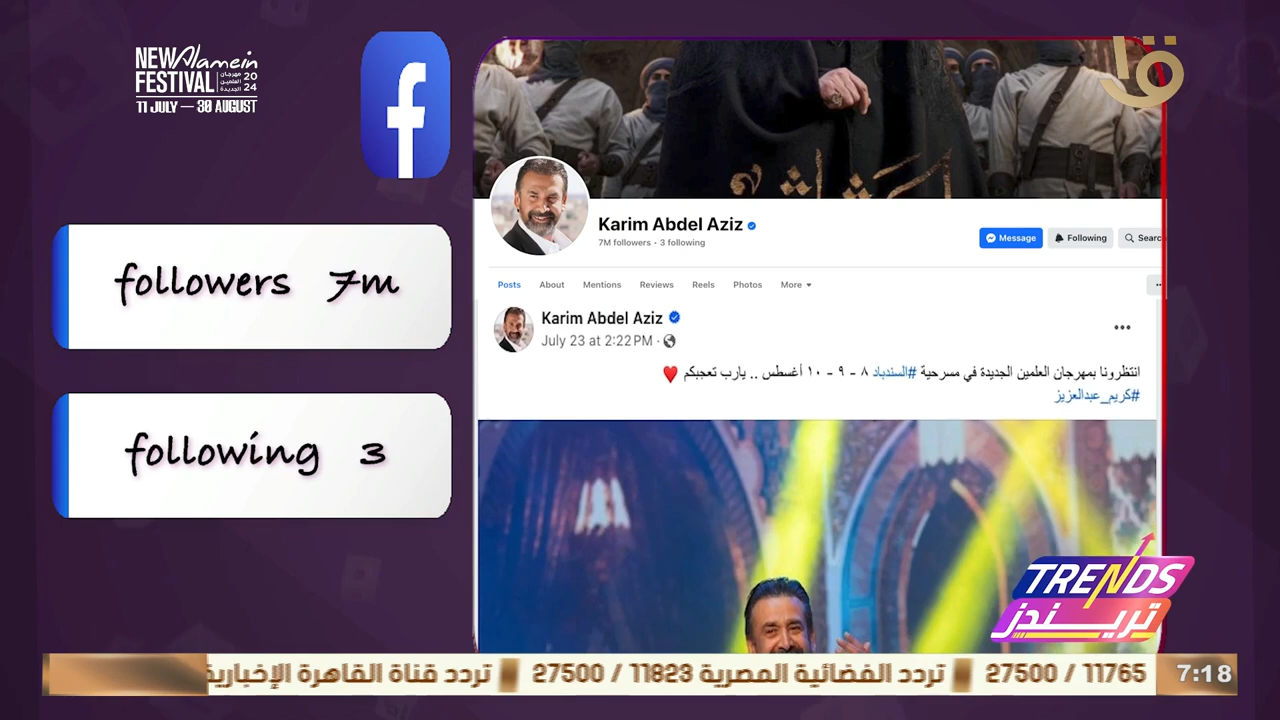 NEW Alamein
FESTIVAL
مهرجان
العلمين
الجديدة
20
24
11 JULY — 30 AUGUST
followers 7m
following 3
Karim Abdel Aziz
7M followers · 3 following
Message
Following
Searc
Posts
About
Mentions
Reviews
Reels
Photos
More
Karim Abdel Aziz
July 23 at 2:22 PM ·
انتظرونا بمهرجان العلمين الجديدة في مسرحية #السندباد ٨ - ٩ - ١٠ أغسطس .. يارب تعجبكم ❤️
#كريم_عبدالعزيز
TRENDS
تريندز
11765 / 27500 تردد الفضائية المصرية 11823 / 27500 تردد قناة القاهرة الإخبارية
7:18